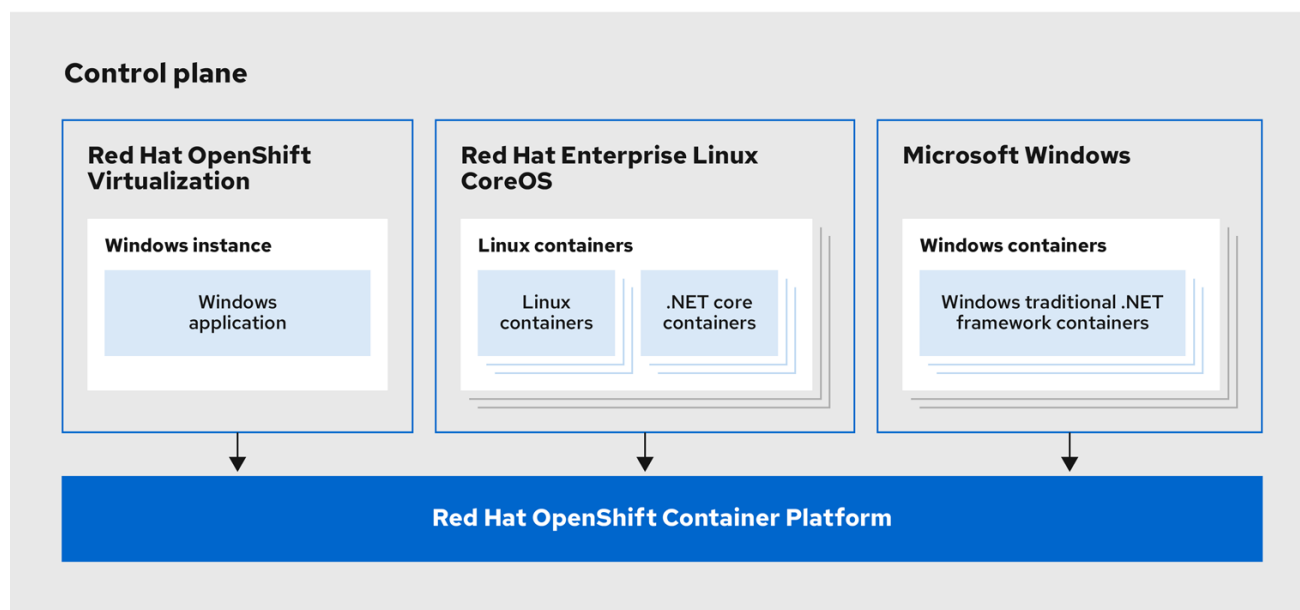 Control plane
Red Hat OpenShift
Virtualization
Windows instance
Windows
application
Red Hat Enterprise Linux
CoreOS
Linux containers
Linux
containers
.NET core
containers
Microsoft Windows
Windows containers
Windows traditional .NET
framework containers
Red Hat OpenShift Container Platform